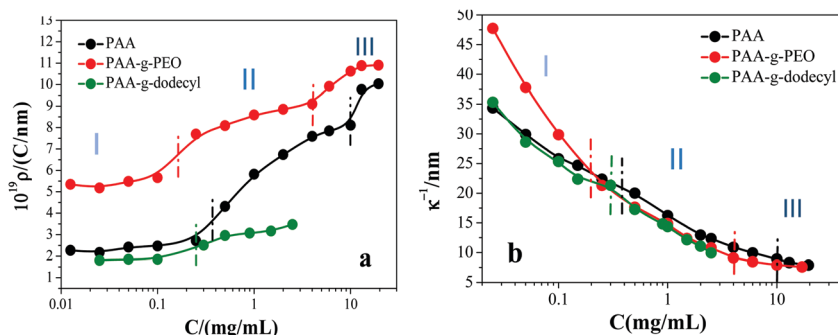 13
12
11
10
9
8
7
6
5
4
3
2
1
0
10¹⁹ρ/(C/nm)
PAA
PAA-g-PEO
PAA-g-dodecyl
I
II
III
a
0.01
0.1
1
10
C/(mg/mL)
50
45
40
35
30
25
20
15
10
5
κ⁻¹/nm
PAA
PAA-g-PEO
PAA-g-dodecyl
I
II
III
b
0.1
1
10
C(mg/mL)